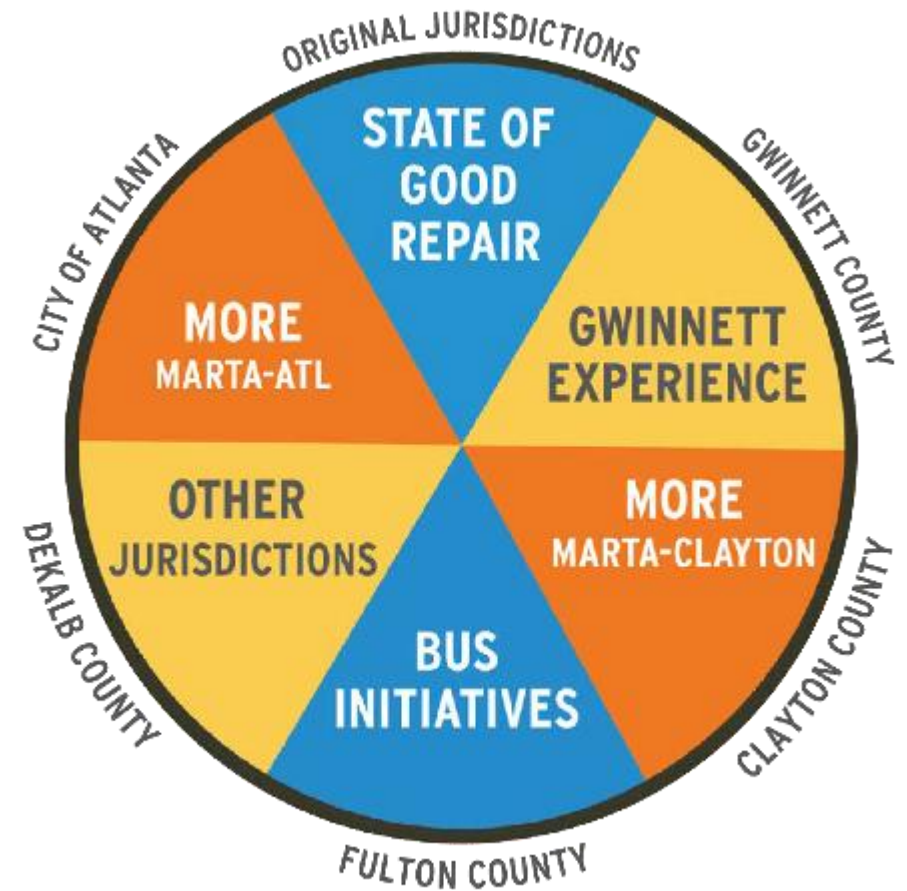 ORIGINAL JURISDICTIONS
STATE OF
GOOD
REPAIR
GWINNETT COUNTY
GWINNETT
EXPERIENCE
CLAYTON COUNTY
MORE
MARTA-CLAYTON
FULTON COUNTY
BUS
INITIATIVES
DEKALB COUNTY
OTHER
JURISDICTIONS
CITY OF ATLANTA
MORE
MARTA-ATL